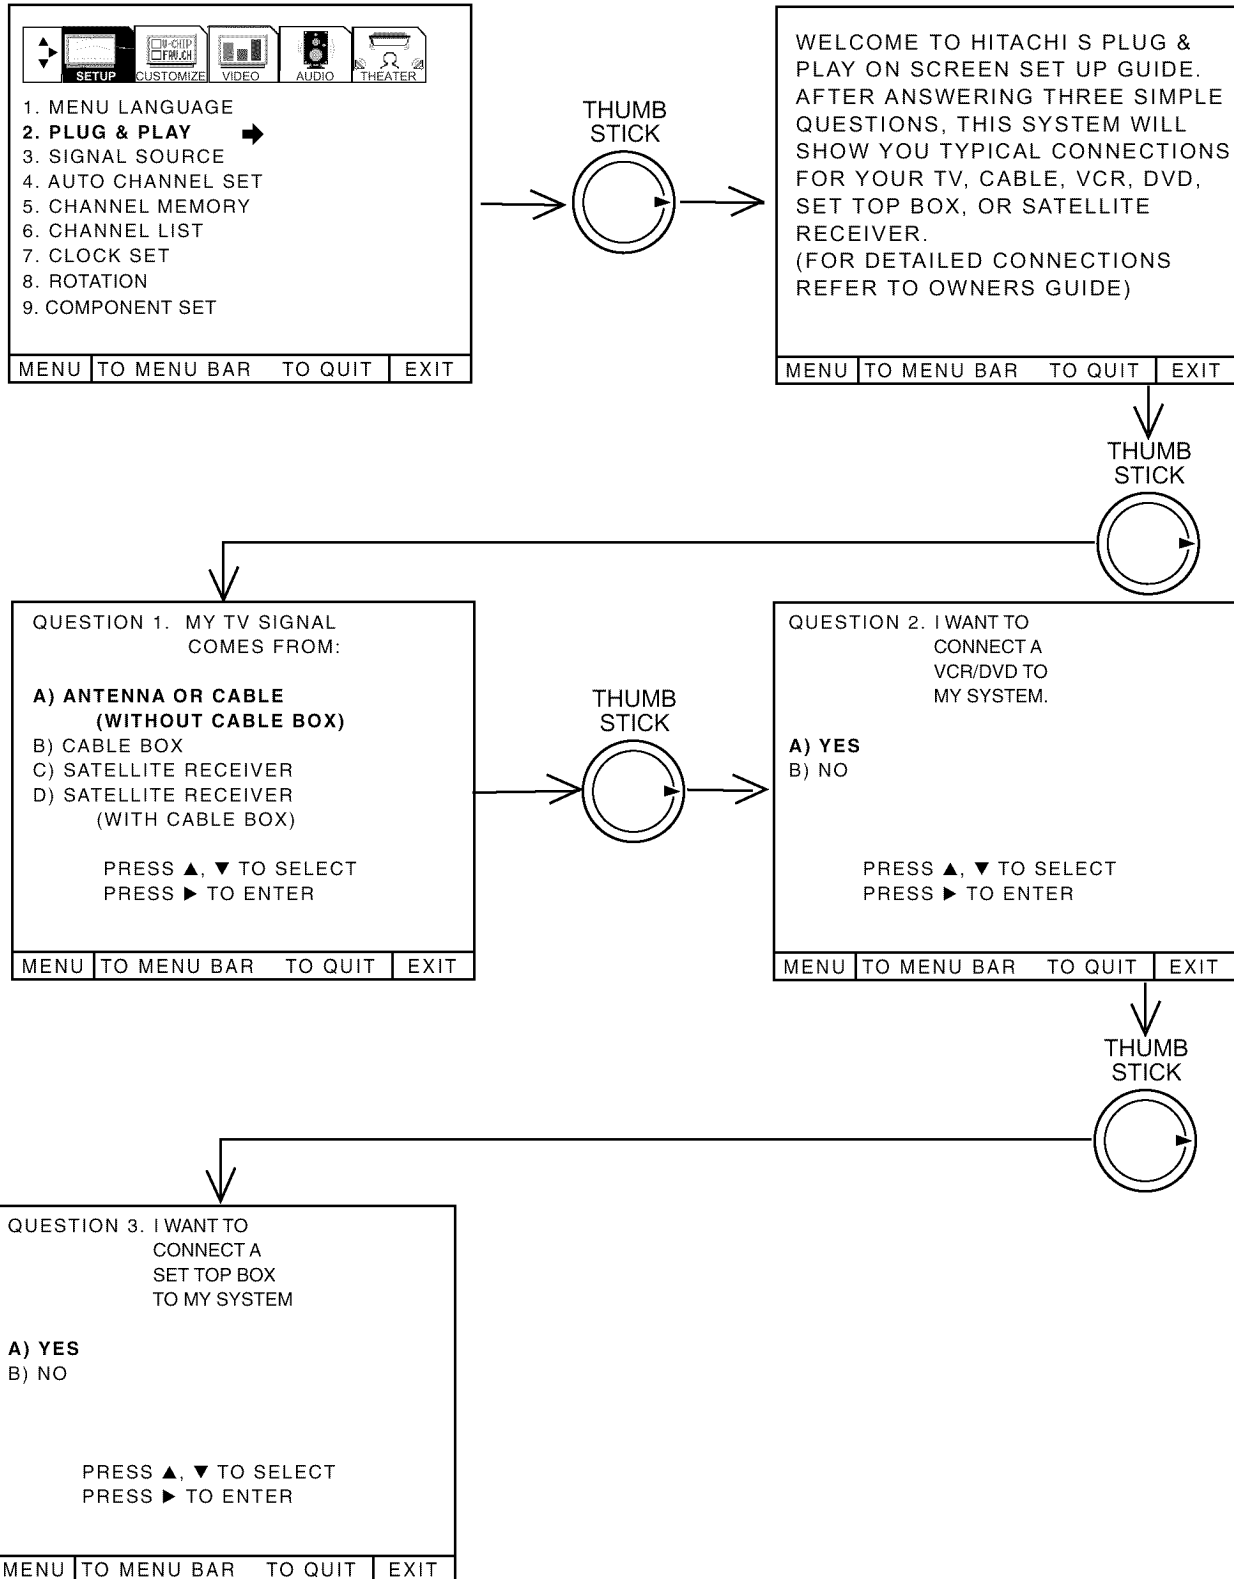 U-CHIP
FAV.CH
SETUP CUSTOMIZE VIDEO AUDIO THEATER
1. MENU LANGUAGE
2. PLUG & PLAY
3. SIGNAL SOURCE
4. AUTO CHANNEL SET
5. CHANNEL MEMORY
6. CHANNEL LIST
7. CLOCK SET
8. ROTATION
9. COMPONENT SET
MENU TO MENU BAR TO QUIT EXIT
THUMB
STICK
WELCOME TO HITACHI S PLUG &
PLAY ON SCREEN SET UP GUIDE.
AFTER ANSWERING THREE SIMPLE
QUESTIONS, THIS SYSTEM WILL
SHOW YOU TYPICAL CONNECTIONS
FOR YOUR TV, CABLE, VCR, DVD,
SET TOP BOX, OR SATELLITE
RECEIVER.
(FOR DETAILED CONNECTIONS
REFER TO OWNERS GUIDE)
MENU TO MENU BAR TO QUIT EXIT
THUMB
STICK
QUESTION 1. MY TV SIGNAL
COMES FROM:
A) ANTENNA OR CABLE
(WITHOUT CABLE BOX)
B) CABLE BOX
C) SATELLITE RECEIVER
D) SATELLITE RECEIVER
(WITH CABLE BOX)
PRESS ▲, ▼ TO SELECT
PRESS ▶ TO ENTER
MENU TO MENU BAR TO QUIT EXIT
THUMB
STICK
QUESTION 2. I WANT TO
CONNECT A
VCR/DVD TO
MY SYSTEM.
A) YES
B) NO
PRESS ▲, ▼ TO SELECT
PRESS ▶ TO ENTER
MENU TO MENU BAR TO QUIT EXIT
THUMB
STICK
QUESTION 3. I WANT TO
CONNECT A
SET TOP BOX
TO MY SYSTEM
A) YES
B) NO
PRESS ▲, ▼ TO SELECT
PRESS ▶ TO ENTER
MENU TO MENU BAR TO QUIT EXIT